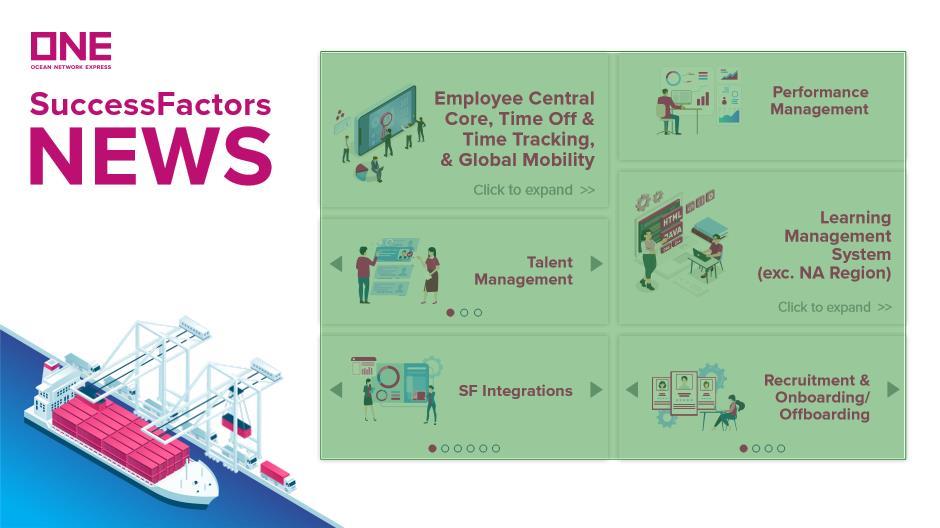 ONE
OCEAN NETWORK EXPRESS
SuccessFactors
NEWS
Employee Central
Core, Time Off &
Time Tracking,
& Global Mobility
Click to expand >>
Performance
Management
Talent
Management
Learning
Management
System
(exc. NA Region)
Click to expand >>
HTML
JAVA
SF Integrations
Recruitment &
Onboarding/
Offboarding